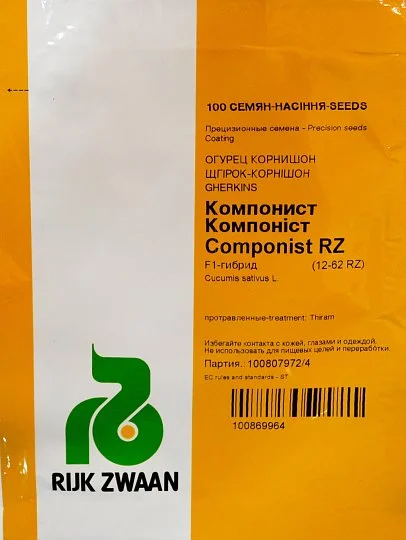 100 СЕМЯН-НАСІННЯ-SEEDS
Прецизионные семена - Precision seeds
Coating
ОГУРЕЦ КОРНИШОН
ЩГІРОК-КОРНІШОН
GHERKINS
Компонист
Компоніст
Componist RZ
F1-гибрид (12-62 RZ)
Cucumis sativus L.
протравленные-treatment: Thiram
Избегайте контакта с кожей, глазами и одеждой.
Не использовать для пищевых целей и переработки.
Партия.: 100807972/4
EC rules and standards - ST
100869964
RIJK ZWAAN